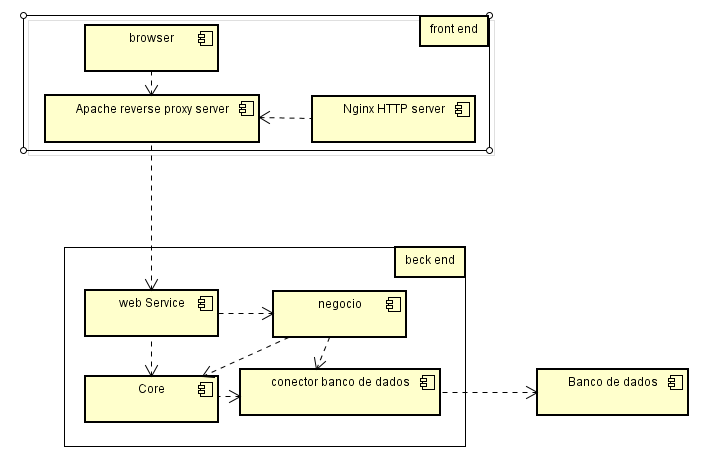 front end
browser
Apache reverse proxy server
Nginx HTTP server
beck end
web Service
negocio
Core
conector banco de dados
Banco de dados